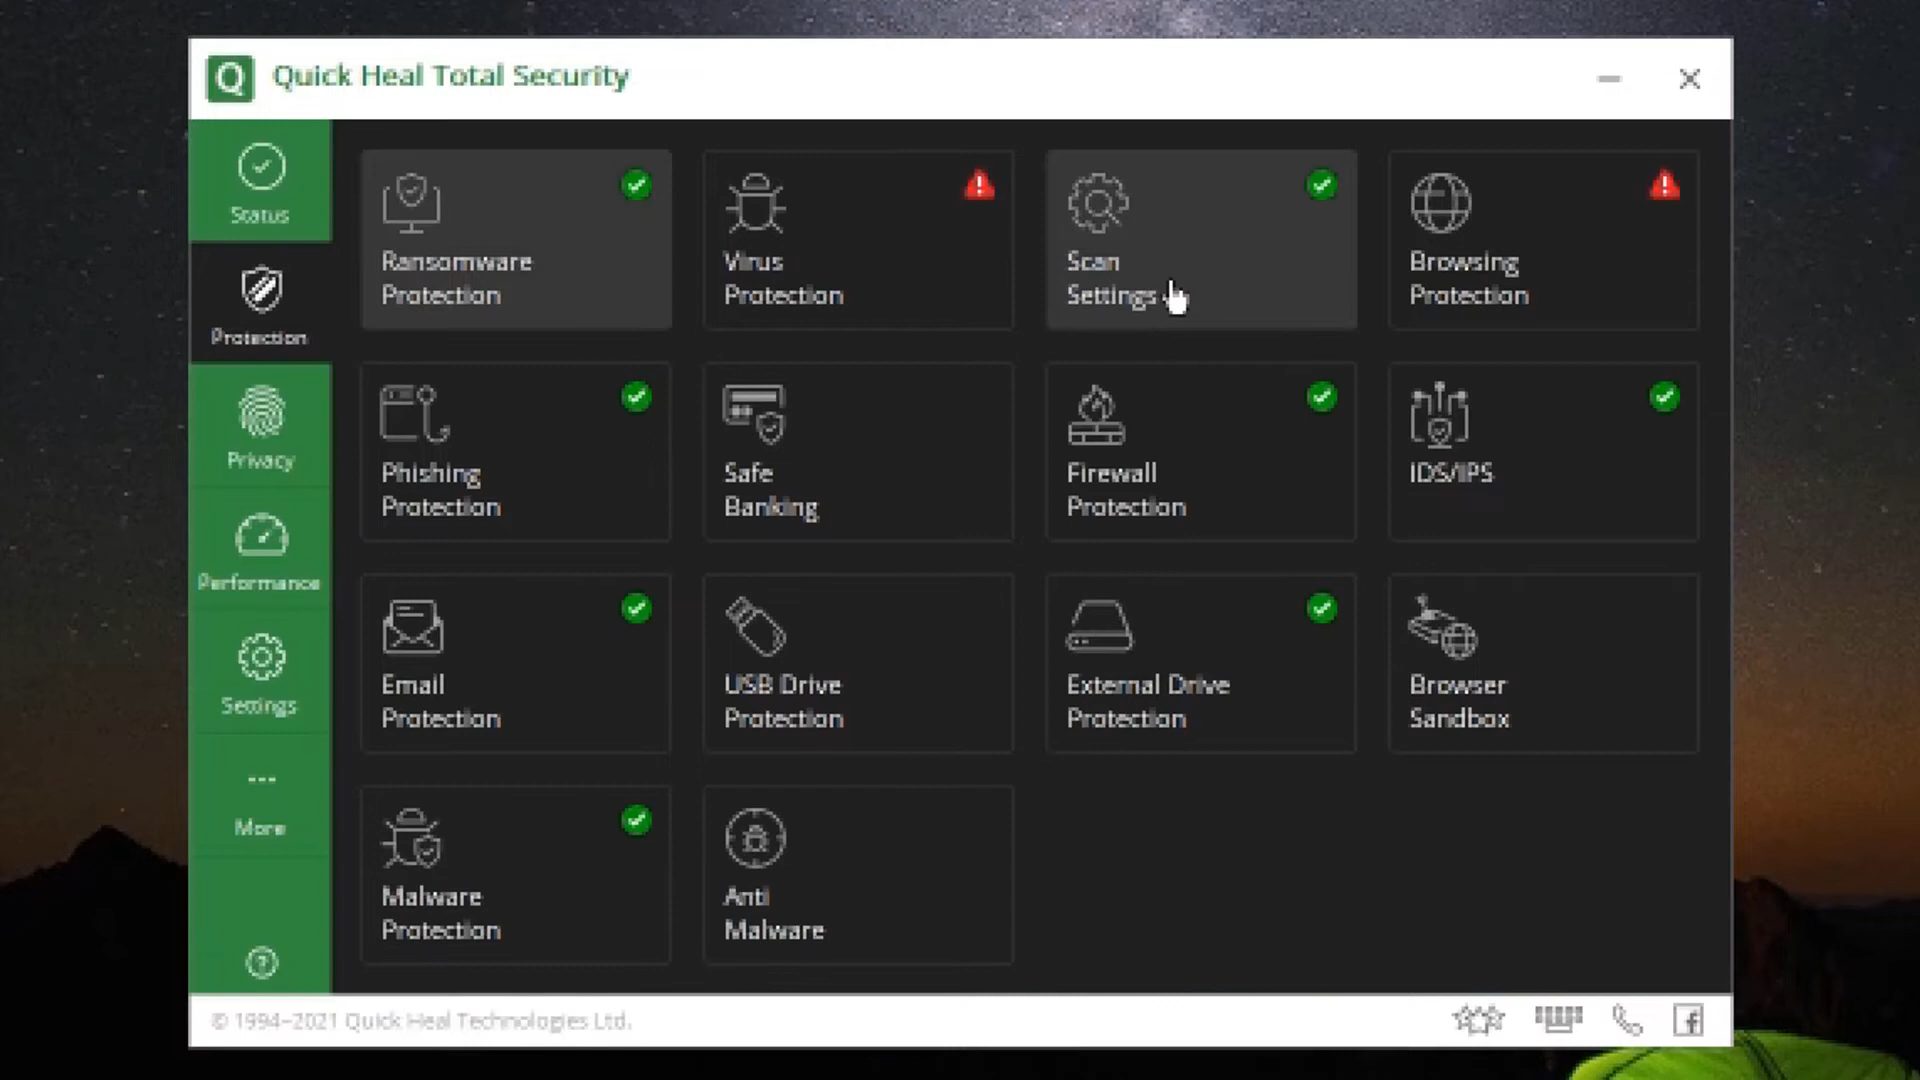 Q Quick Heal Total Security
Status
Protection
Privacy
Performance
Settings
More
Ransomware
Protection
Virus
Protection
Scan
Settings
Browsing
Protection
Phishing
Protection
Safe
Banking
Firewall
Protection
IDS/IPS
Email
Protection
USB Drive
Protection
External Drive
Protection
Browser
Sandbox
Malware
Protection
Anti
Malware
© 1994-2021 Quick Heal Technologies Ltd.